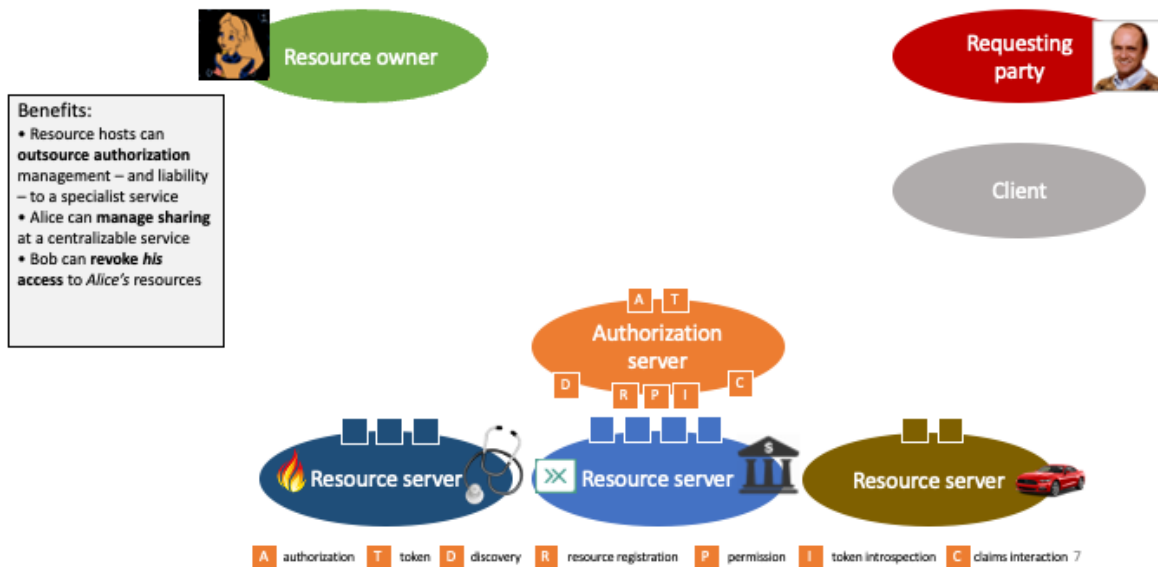 Resource owner
Requesting
party
Benefits:
• Resource hosts can
outsource authorization
management – and liability
– to a specialist service
• Alice can manage sharing
at a centralizable service
• Bob can revoke his
access to Alice's resources
Client
A T
Authorization
server
D
R P I
C
Resource server
Resource server
$
Resource server
A authorization T token D discovery R resource registration P permission I token introspection C claims interaction 7